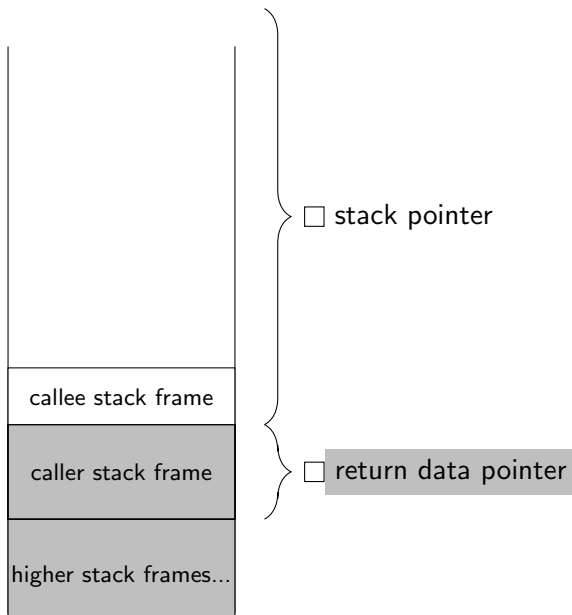 □ stack pointer
callee stack frame
caller stack frame
□ return data pointer
higher stack frames...